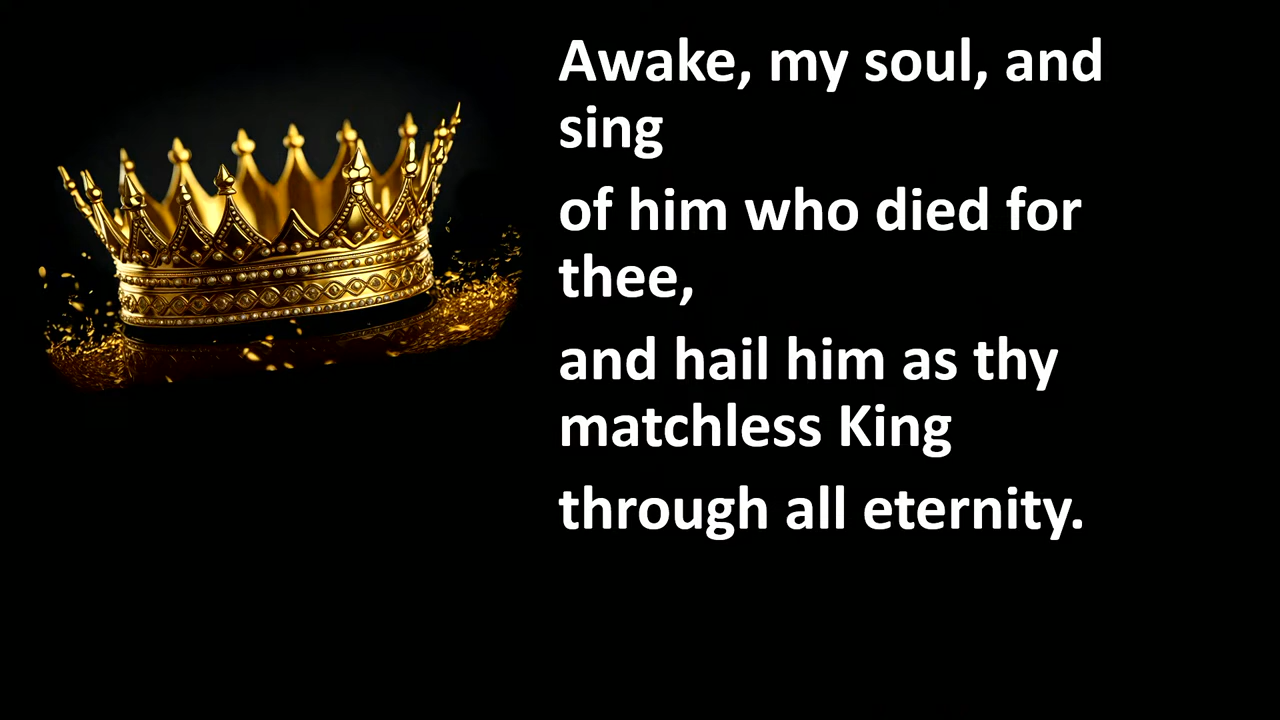 Awake, my soul, and
sing
of him who died for
thee,
and hail him as thy
matchless King
through all eternity.